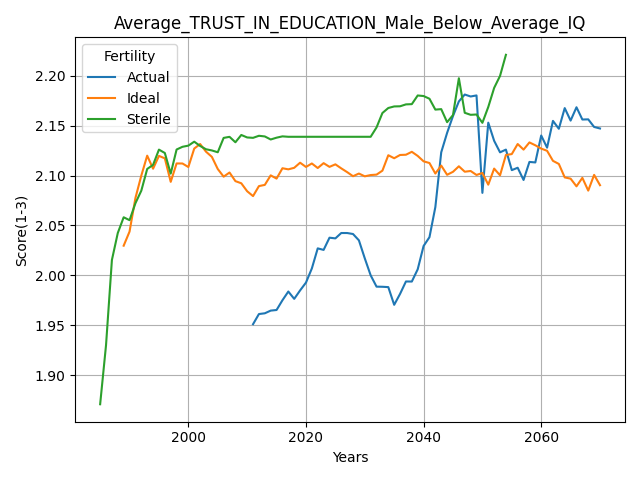 Average_TRUST_IN_EDUCATION_Male_Below_Average_IQ
Fertility
Actual
Ideal
Sterile
2.20
2.15
2.10
2.05
2.00
1.95
1.90
Score(1-3)
2000
2020
2040
2060
Years